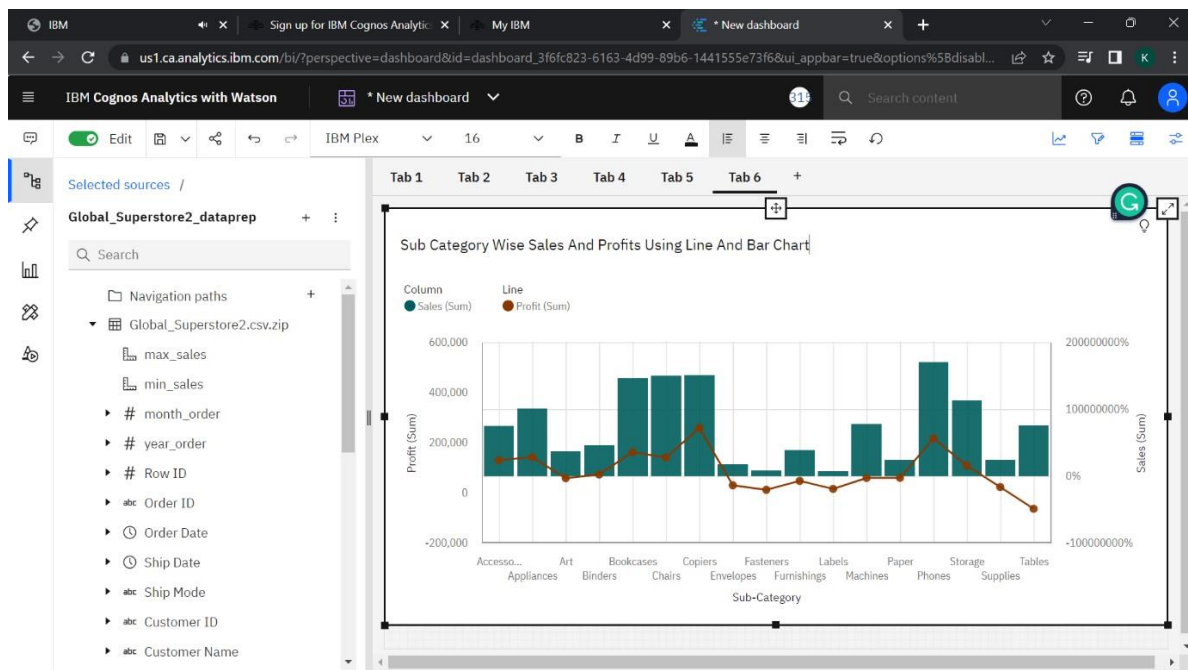 IBM
Sign up for IBM Cognos Analytic
My IBM
* New dashboard
us1.ca.analytics.ibm.com/bi/?perspective=dashboard&id=dashboard_3f6fc823-6163-4d99-89b6-1441555e73f6&ui_appbar=true&options%5Bdisabl...
K
IBM Cognos Analytics with Watson
* New dashboard
Search content
Edit
IBM Plex
16
B I U A
Selected sources /
Tab 1 Tab 2 Tab 3 Tab 4 Tab 5 Tab 6 +
Global_Superstore2_dataprep
G
Search
Sub Category Wise Sales And Profits Using Line And Bar Chart
Navigation paths
Global_Superstore2.csv.zip
max_sales
min_sales
# month_order
# year_order
# Row ID
abc Order ID
Order Date
Ship Date
abc Ship Mode
abc Customer ID
abc Customer Name
Column Line
Sales (Sum) Profit (Sum)
600,000
400,000
200,000
0
-200,000
Profit (Sum)
200000000%
100000000%
0%
-100000000%
Sales (Sum)
Accesso... Art Bookcases Copiers Fasteners Labels Paper Storage Tables
Appliances Binders Chairs Envelopes Furnishings Machines Phones Supplies
Sub-Category